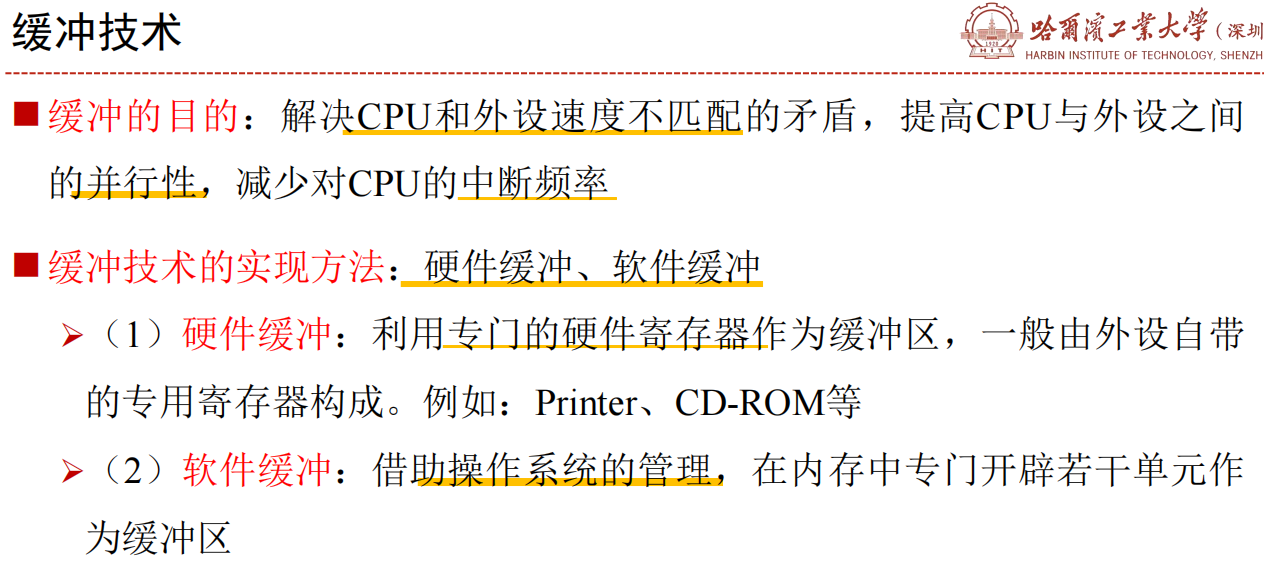 缓冲技术
哈爾濱工業大學(深圳
HARBIN INSTITUTE OF TECHNOLOGY, SHENZH
1920
HIT
缓冲的目的：解决CPU和外设速度不匹配的矛盾，提高CPU与外设之间
的并行性，减少对CPU的中断频率
缓冲技术的实现方法：硬件缓冲、软件缓冲
（1）硬件缓冲：利用专门的硬件寄存器作为缓冲区，一般由外设自带
的专用寄存器构成。例如：Printer、CD-ROM等
（2）软件缓冲：借助操作系统的管理，在内存中专门开辟若干单元作
为缓冲区